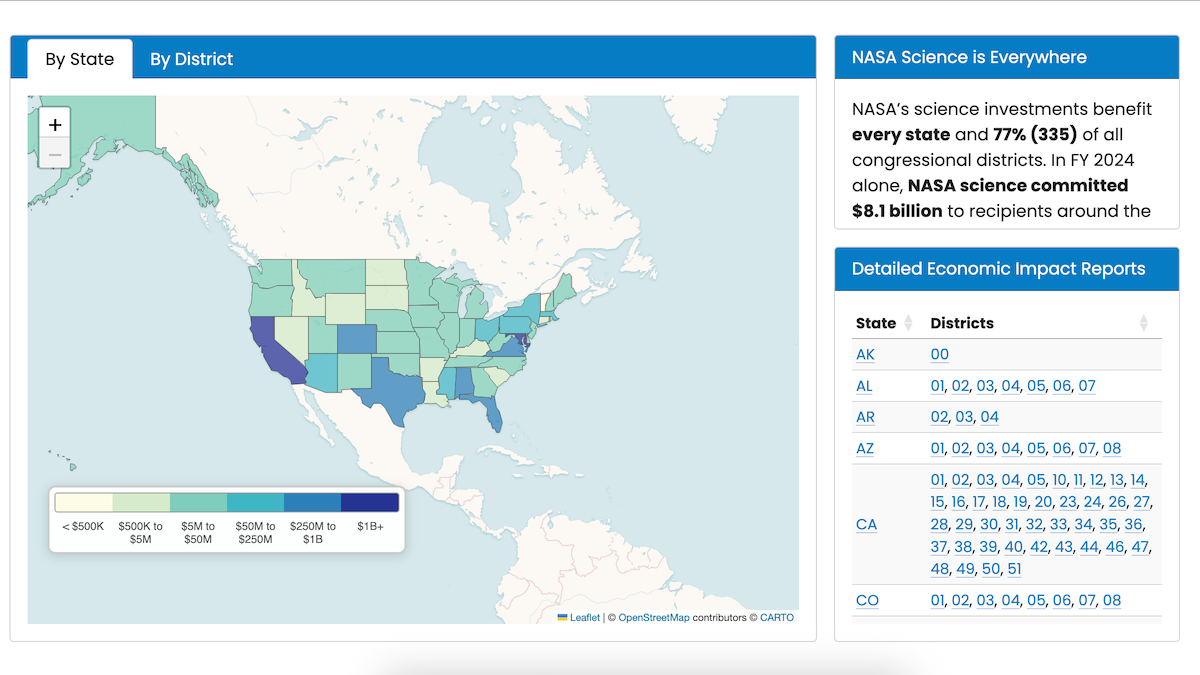 By State
By District
+
−
< $500K
$500K to
$5M
$5M to
$50M
$50M to
$250M
$250M to
$1B
$1B+
Leaflet | © OpenStreetMap contributors © CARTO
NASA Science is Everywhere
NASA’s science investments benefit
every state and 77% (335) of all
congressional districts. In FY 2024
alone, NASA science committed
$8.1 billion to recipients around the
Detailed Economic Impact Reports
State Districts
AK 00
AL 01, 02, 03, 04, 05, 06, 07
AR 02, 03, 04
AZ 01, 02, 03, 04, 05, 06, 07, 08
CA 01, 02, 03, 04, 05, 10, 11, 12, 13, 14,
15, 16, 17, 18, 19, 20, 23, 24, 26, 27,
28, 29, 30, 31, 32, 33, 34, 35, 36,
37, 38, 39, 40, 42, 43, 44, 46, 47,
48, 49, 50, 51
CO 01, 02, 03, 04, 05, 06, 07, 08